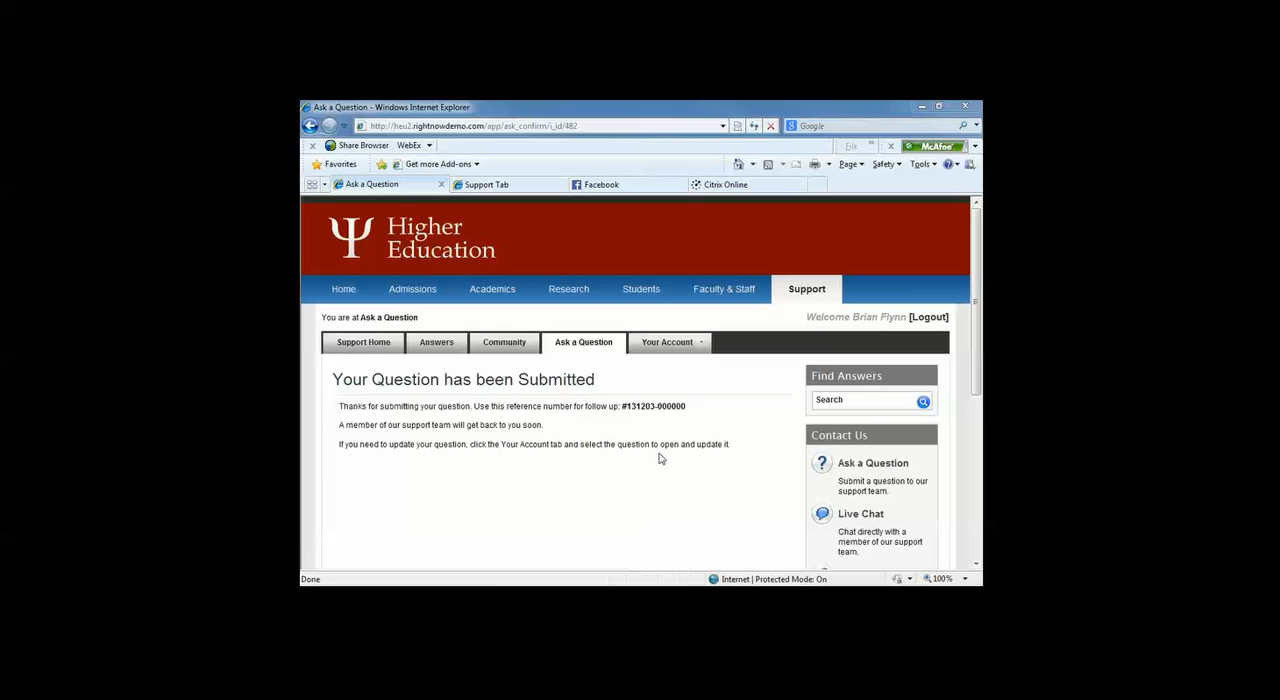 Ask a Question - Windows Internet Explorer
http://heu2.rightnowdemo.com/app/ask_confirm/i_id/482
Google
Share Browser WebEx
McAfee
Favorites Get more Add-ons
Page Safety Tools
Ask a Question Support Tab Facebook Citrix Online
Ψ Higher
Education
Home Admissions Academics Research Students Faculty & Staff Support
You are at Ask a Question Welcome Brian Flynn [Logout]
Support Home Answers Community Ask a Question Your Account
Your Question has been Submitted
Find Answers
Thanks for submitting your question. Use this reference number for follow up: #131203-000000
Search
A member of our support team will get back to you soon.
If you need to update your question, click the Your Account tab and select the question to open and update it.
Contact Us
? Ask a Question
Submit a question to our
support team.
Live Chat
Chat directly with a
member of our support
team.
Done Internet | Protected Mode: On 100%